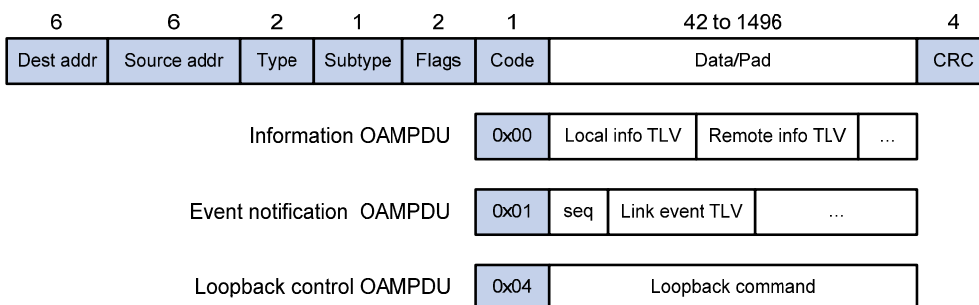 6 6 2 1 2 1 42 to 1496 4
Dest addr Source addr Type Subtype Flags Code Data/Pad CRC
Information OAMPDU 0x00 Local info TLV Remote info TLV ...
Event notification OAMPDU 0x01 seq Link event TLV ...
Loopback control OAMPDU 0x04 Loopback command